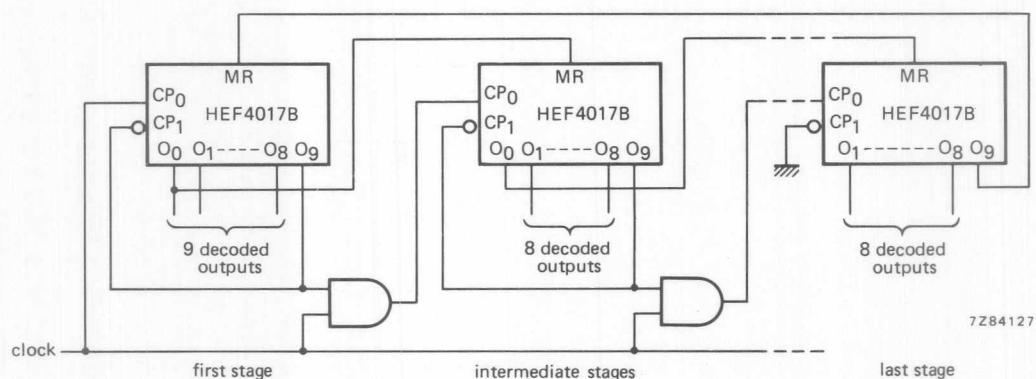 MR
HEF4017B
CP0
CP1
O0 O1 O8 O9
9 decoded
outputs
MR
HEF4017B
CP0
CP1
O0 O1 O8 O9
8 decoded
outputs
MR
HEF4017B
CP0
CP1
O1 O8 O9
8 decoded
outputs
7Z84127
clock
first stage
intermediate stages
last stage